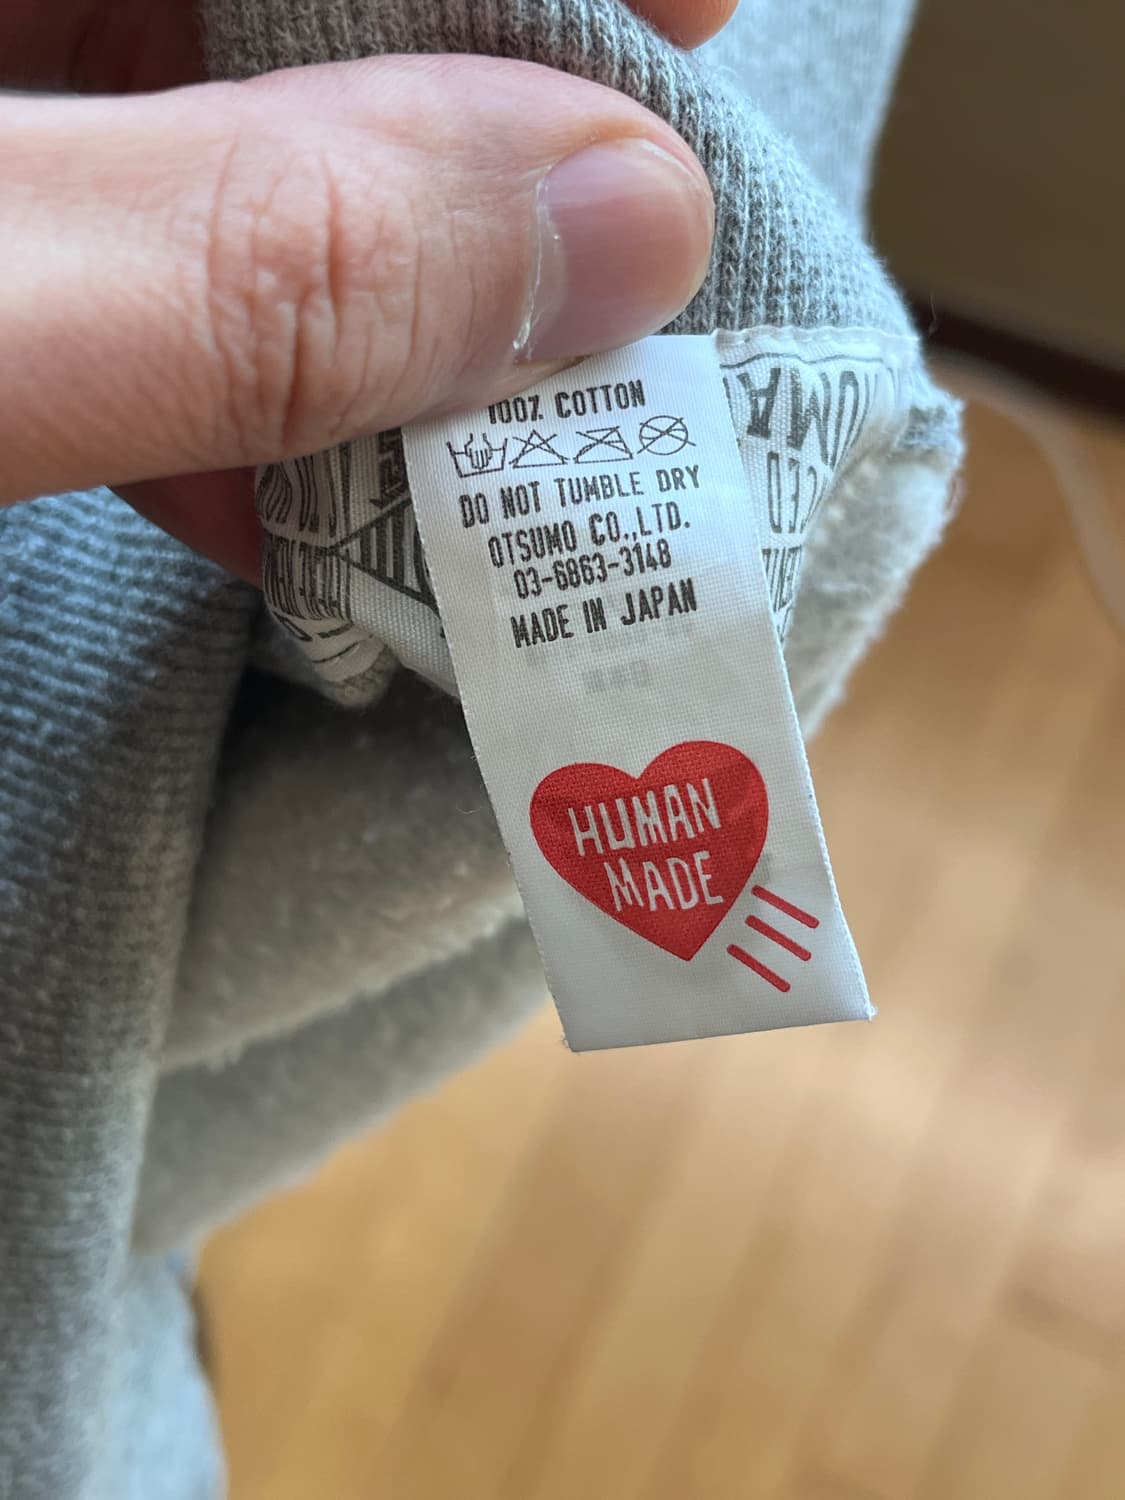 100% COTTON
DO NOT TUMBLE DRY
OTSUMO CO.,LTD.
03-6863-3148
MADE IN JAPAN
HUMAN
MADE